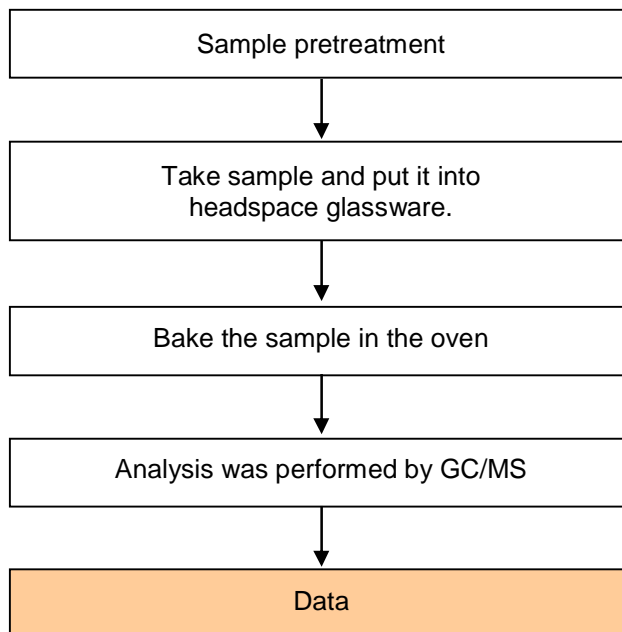 Sample pretreatment
Take sample and put it into
headspace glassware.
Bake the sample in the oven
Analysis was performed by GC/MS
Data